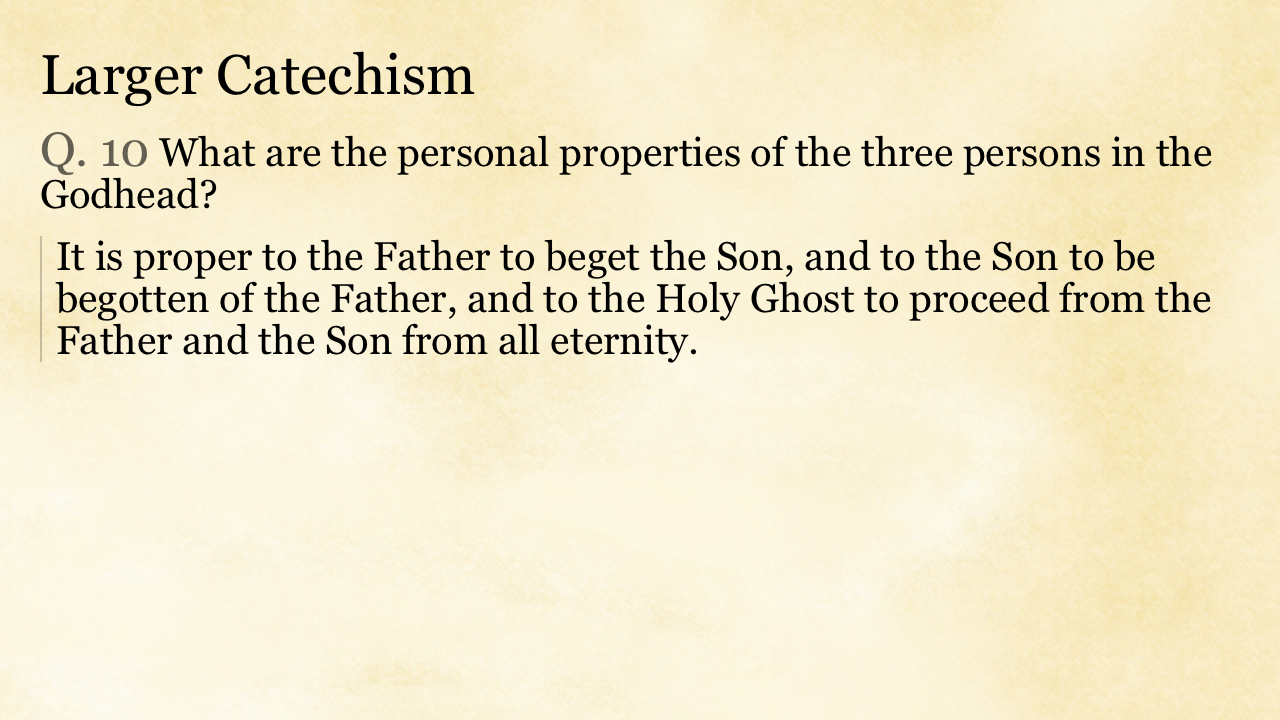 Larger Catechism
Q. 10 What are the personal properties of the three persons in the
Godhead?
It is proper to the Father to beget the Son, and to the Son to be
begotten of the Father, and to the Holy Ghost to proceed from the
Father and the Son from all eternity.